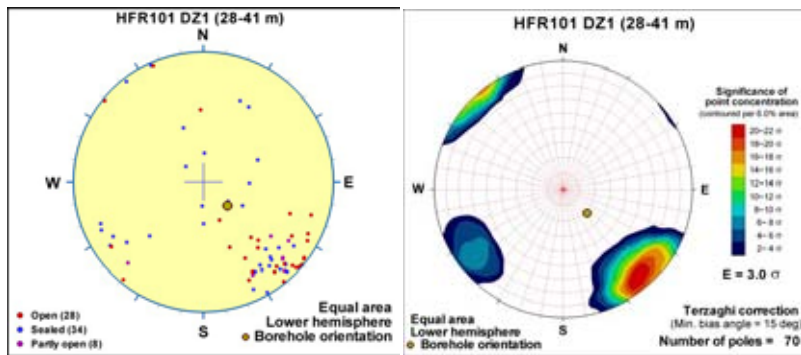 HFR101 DZ1 (28-41 m)
N
W
E
S
Open (28)
Sealed (34)
Partly open (8)
Equal area
Lower hemisphere
Borehole orientation
HFR101 DZ1 (28-41 m)
N
W
E
S
Significance of
point concentration
(contoured per 6.0% area)
20~22 σ
18~20 σ
16~18 σ
14~16 σ
12~14 σ
10~12 σ
8~10 σ
6~8 σ
4~6 σ
2~4 σ
E = 3.0 σ
Equal area
Lower hemisphere
Borehole orientation
Terzaghi correction
(Min. bias angle = 15 deg)
Number of poles = 70